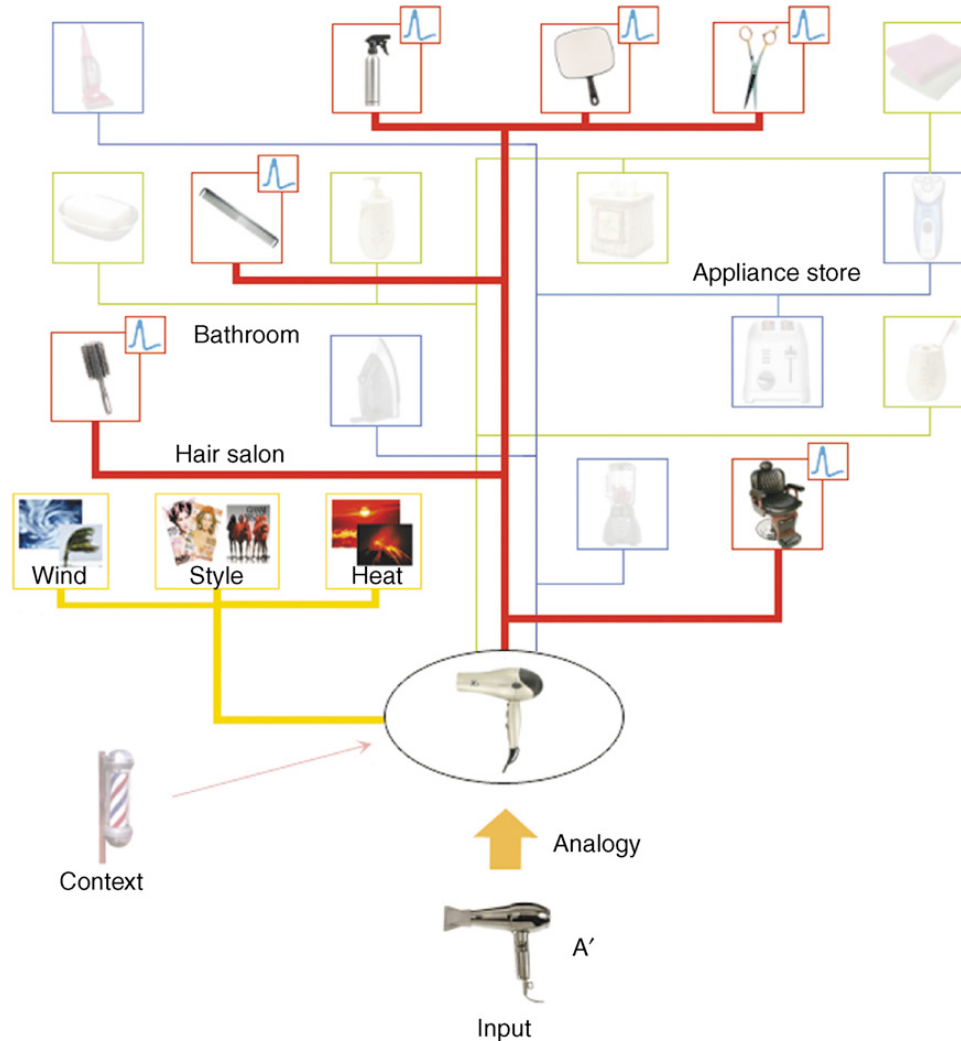 Appliance store
Bathroom
Hair salon
Wind
Style
Heat
Analogy
Context
A′
Input